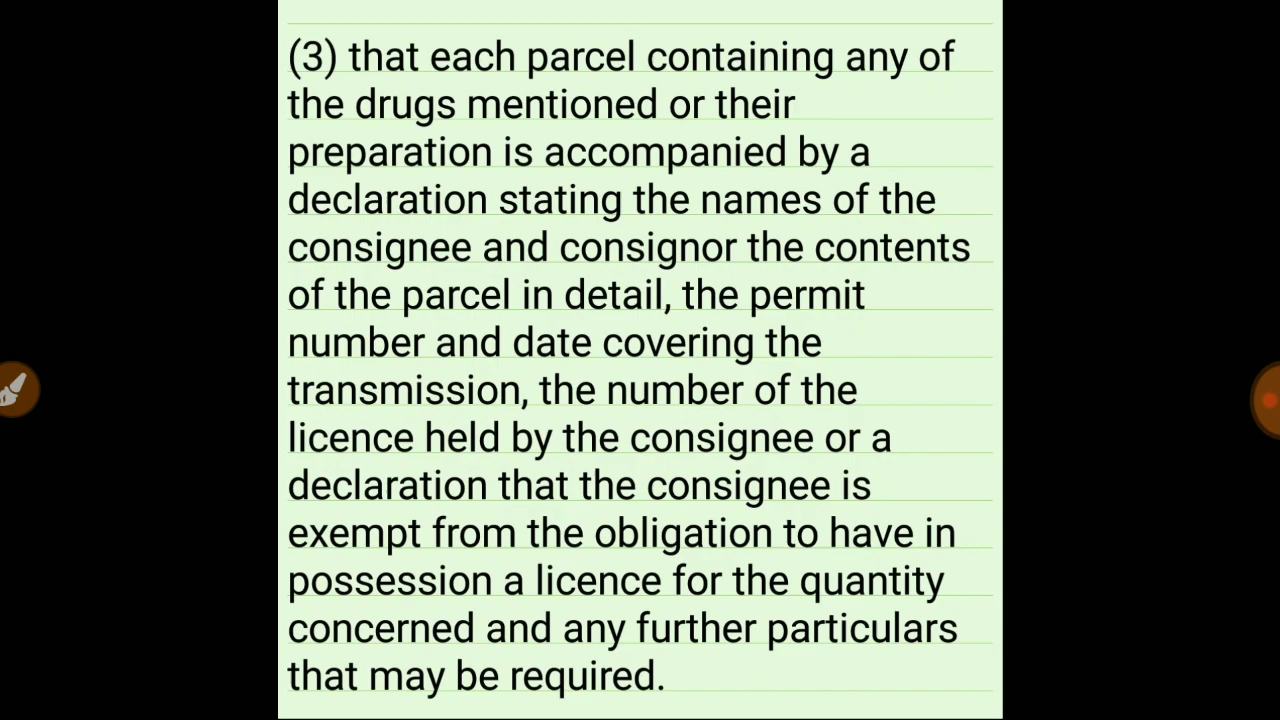 (3) that each parcel containing any of
the drugs mentioned or their
preparation is accompanied by a
declaration stating the names of the
consignee and consignor the contents
of the parcel in detail, the permit
number and date covering the
transmission, the number of the
licence held by the consignee or a
declaration that the consignee is
exempt from the obligation to have in
possession a licence for the quantity
concerned and any further particulars
that may be required.